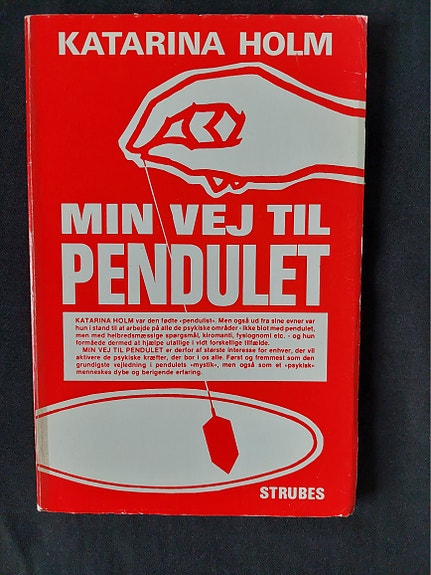 KATARINA HOLM
MIN VEJ TIL
PENDULET
KATARINA HOLM var den fødte »pendulist«. Men også ud fra sine evner var
hun i stand til at arbejde på alle de psykiske områder - ikke blot med pendulet,
men med helbredsmæssige spørgsmål, kiromanti, fysiognomi etc. - og hun
formåede dermed at hjælpe utallige i vidt forskellige tilfælde.
MIN VEJ TIL PENDULET er derfor af største interesse for enhver, der vil
aktivere de psykiske kræfter, der bor i os alle. Først og fremmest som den
grundigste vejledning i pendulets »mystik«, men også som et »psykisk«
menneskes dybe og berigende erfaring.
STRUBES